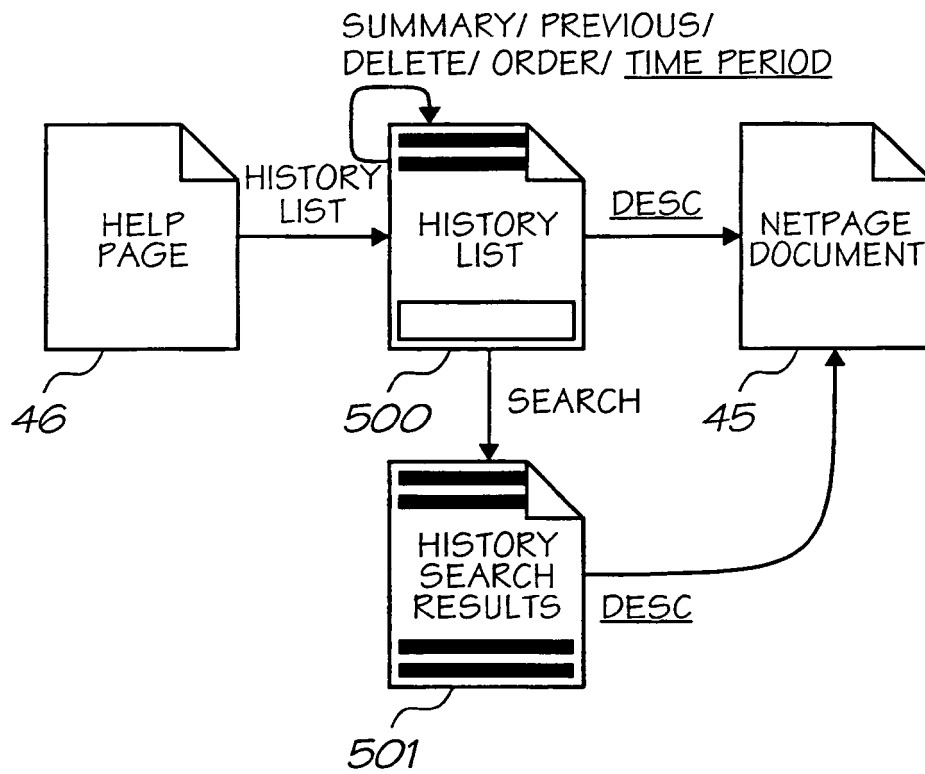 SUMMARY/ PREVIOUS/
DELETE/ ORDER/ TIME PERIOD
HELP
PAGE
HISTORY
LIST
HISTORY
LIST
DESC
NETPAGE
DOCUMENT
46
500
SEARCH
45
HISTORY
SEARCH
RESULTS
DESC
501